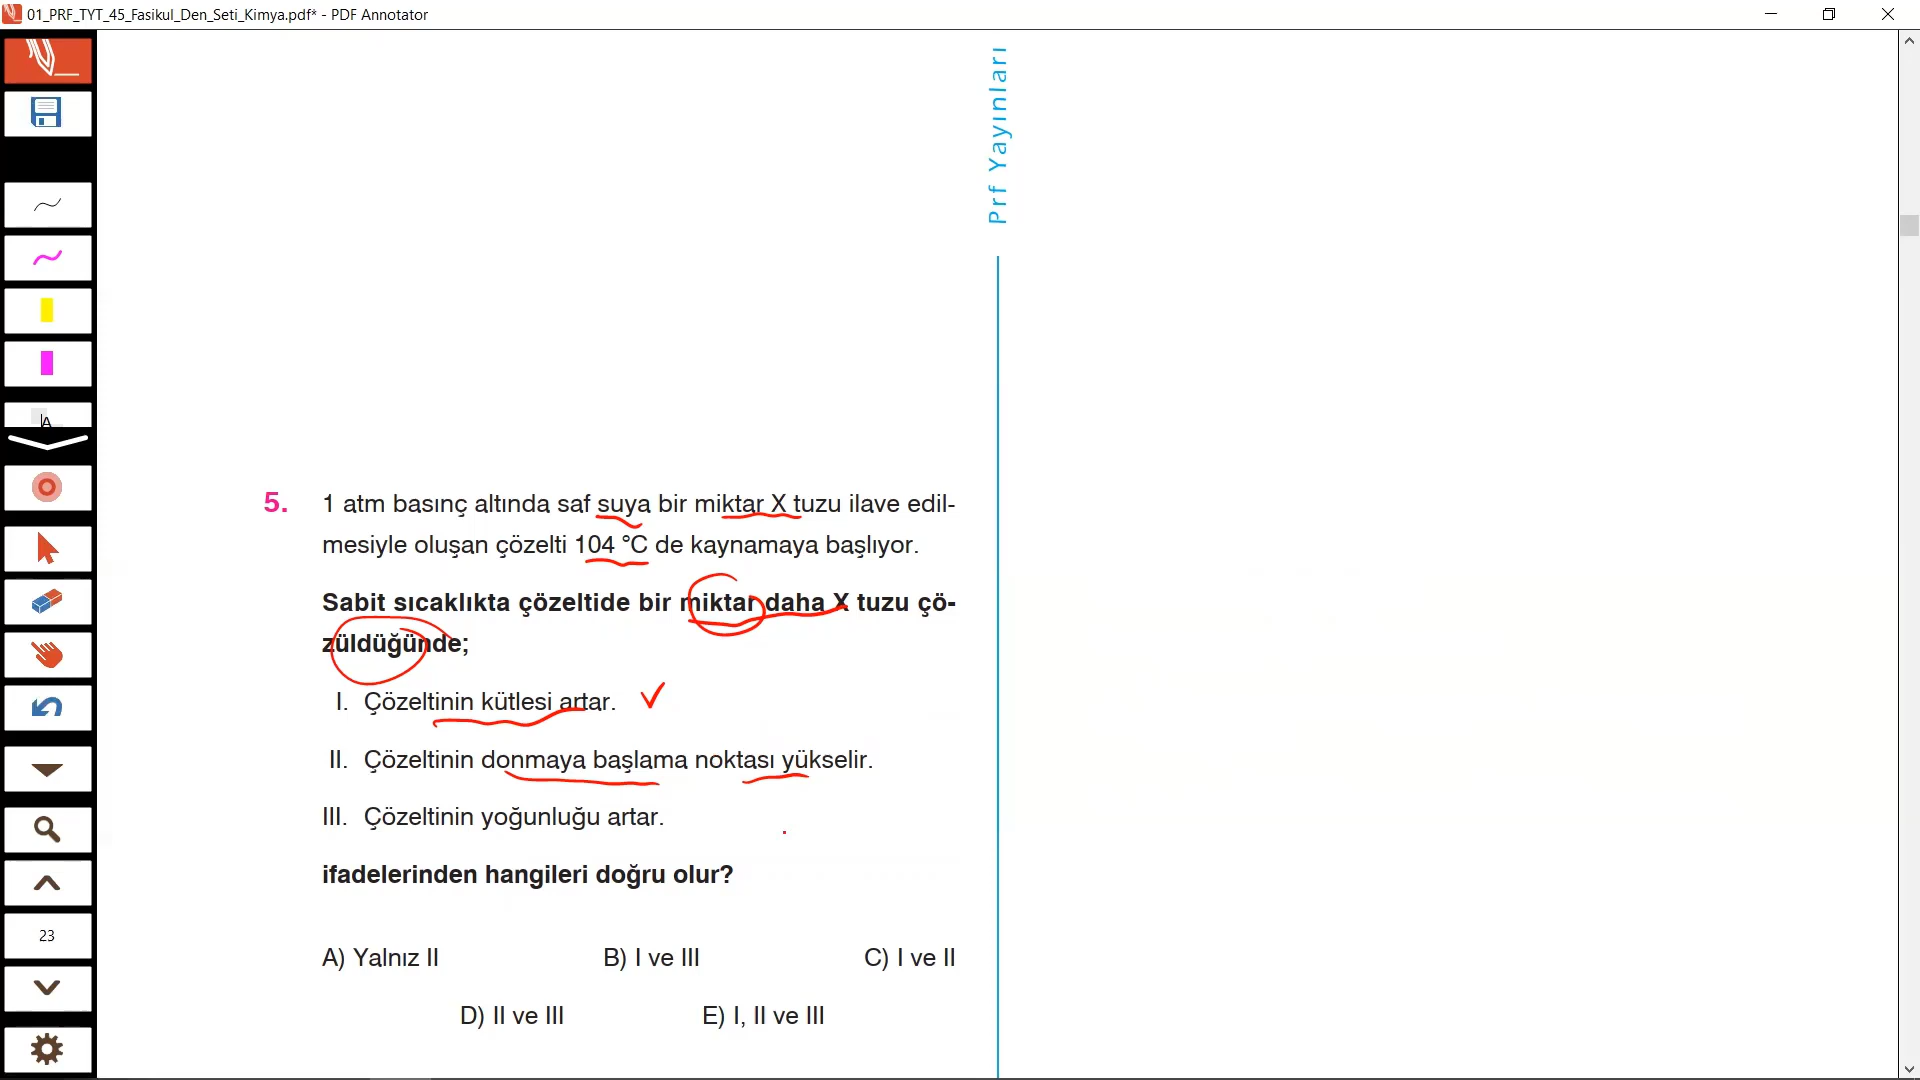 01_PRF_TYT_45_Fasikul_Den_Seti_Kimya.pdf* - PDF Annotator
Prf Yayınları
A
23
5. 1 atm basınç altında saf suya bir miktar X tuzu ilave edil-
mesiyle oluşan çözelti 104 °C de kaynamaya başlıyor.
Sabit sıcaklıkta çözeltide bir miktar daha X tuzu çö-
züldüğünde;
I. Çözeltinin kütlesi artar.
II. Çözeltinin donmaya başlama noktası yükselir.
III. Çözeltinin yoğunluğu artar.
ifadelerinden hangileri doğru olur?
A) Yalnız II B) I ve III C) I ve II
D) II ve III E) I, II ve III